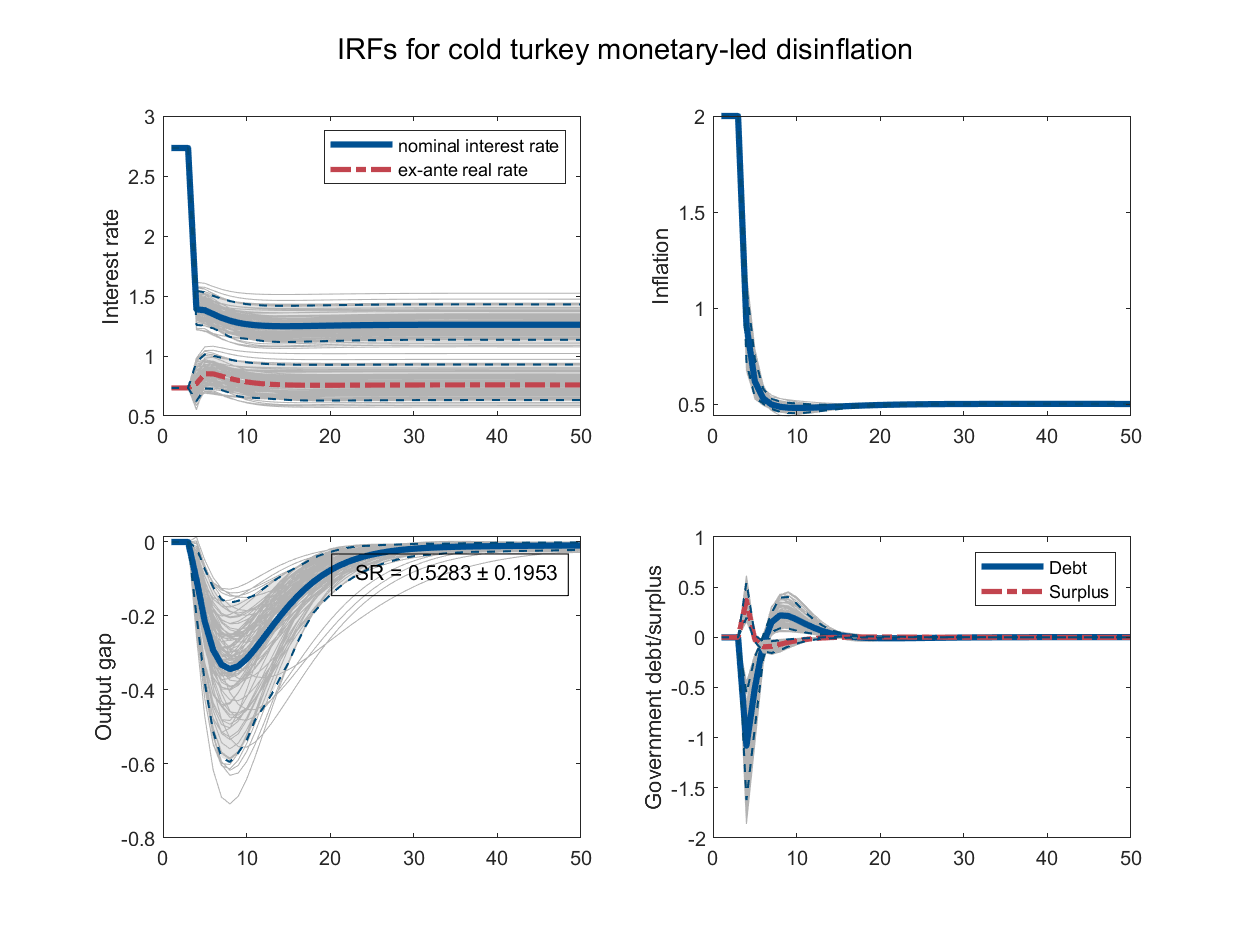 IRFs for cold turkey monetary-led disinflation
3
2.5
2
1.5
1
0.5
Interest rate
nominal interest rate
ex-ante real rate
0 10 20 30 40 50
2
1.5
1
0.5
Inflation
0 10 20 30 40 50
0
-0.2
-0.4
-0.6
-0.8
Output gap
SR = 0.5283 ± 0.1953
0 10 20 30 40 50
1
0.5
0
-0.5
-1
-1.5
-2
Government debt/surplus
Debt
Surplus
0 10 20 30 40 50